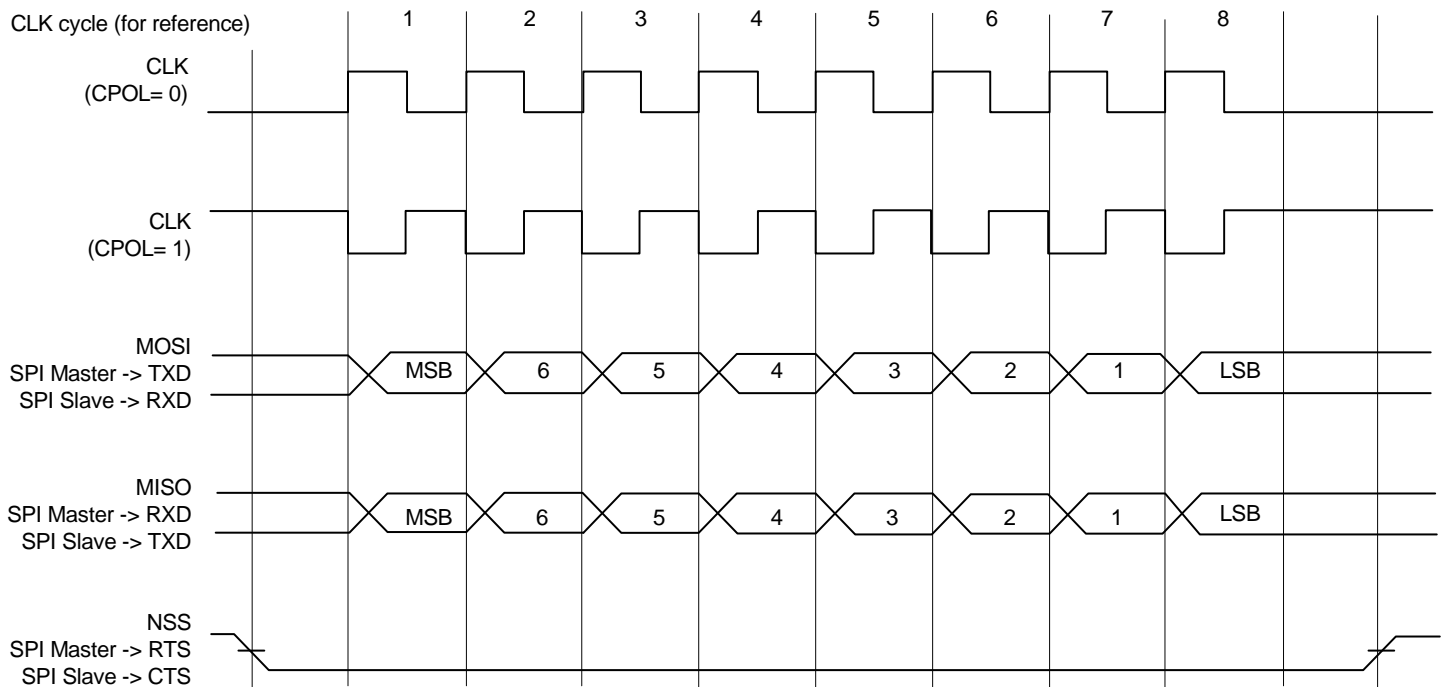 CLK cycle (for reference) 1 2 3 4 5 6 7 8
CLK
(CPOL= 0)
CLK
(CPOL= 1)
MOSI
SPI Master -> TXD
SPI Slave -> RXD
MSB 6 5 4 3 2 1 LSB
MISO
SPI Master -> RXD
SPI Slave -> TXD
MSB 6 5 4 3 2 1 LSB
NSS
SPI Master -> RTS
SPI Slave -> CTS